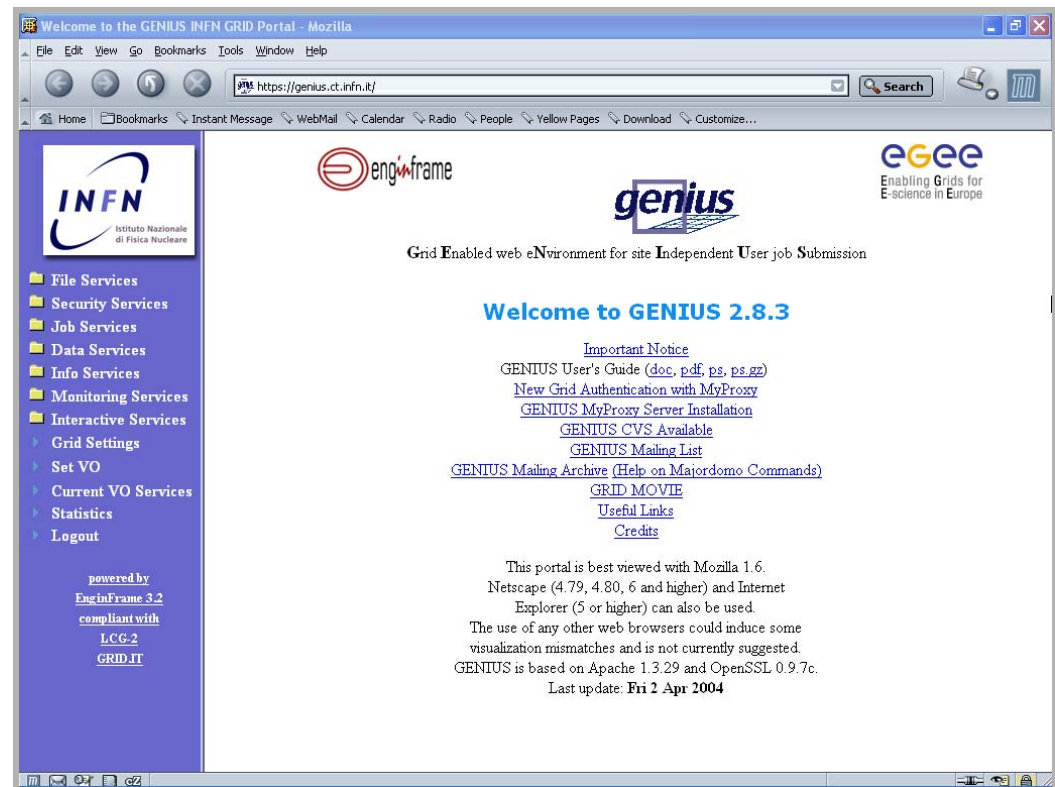 Welcome to the GENIUS INFN GRID Portal - Mozilla
File Edit View Go Bookmarks Tools Window Help
https://genius.ct.infn.it/
Search
Home Bookmarks Instant Message WebMail Calendar Radio People Yellow Pages Download Customize...
INFN
Istituto Nazionale
di Fisica Nucleare
File Services
Security Services
Job Services
Data Services
Info Services
Monitoring Services
Interactive Services
Grid Settings
Set VO
Current VO Services
Statistics
Logout
powered by
EnginFrame 3.2
compliant with
LCG-2
GRID.IT
enginframe
genius
egee
Enabling Grids for
E-science in Europe
Grid Enabled web eNvironment for site Independent User job Submission
Welcome to GENIUS 2.8.3
Important Notice
GENIUS User's Guide (doc, pdf, ps, ps.gz)
New Grid Authentication with MyProxy
GENIUS MyProxy Server Installation
GENIUS CVS Available
GENIUS Mailing List
GENIUS Mailing Archive (Help on Majordomo Commands)
GRID MOVIE
Useful Links
Credits
This portal is best viewed with Mozilla 1.6.
Netscape (4.79, 4.80, 6 and higher) and Internet
Explorer (5 or higher) can also be used.
The use of any other web browsers could induce some
visualization mismatches and is not currently suggested.
GENIUS is based on Apache 1.3.29 and OpenSSL 0.9.7c.
Last update: Fri 2 Apr 2004